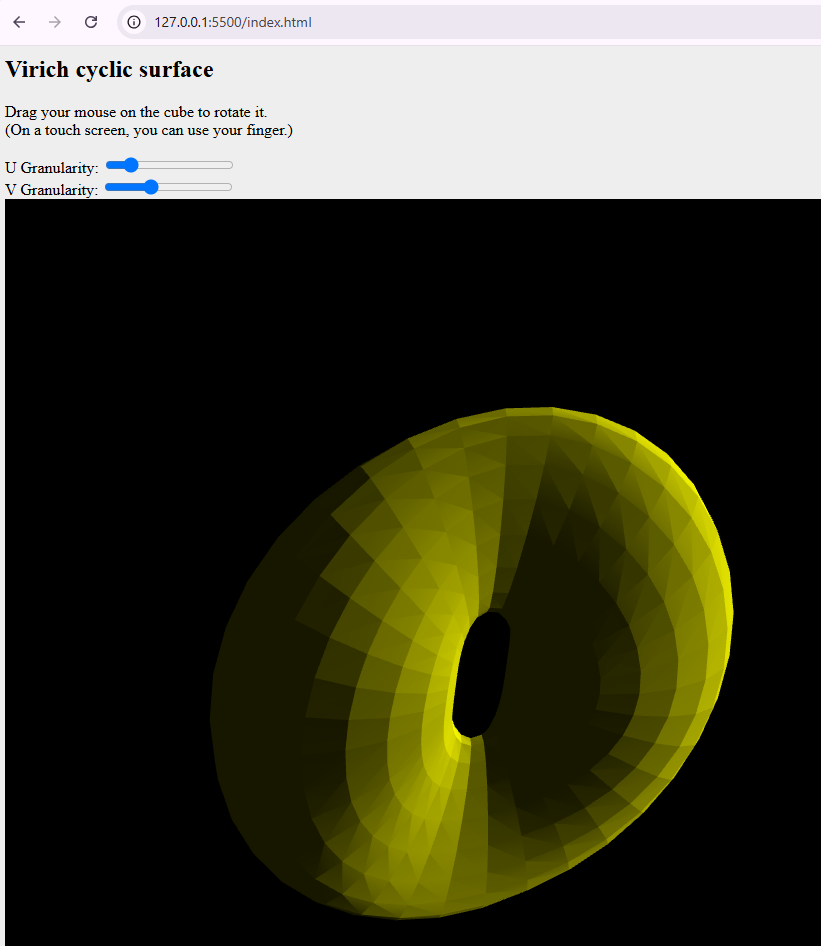 127.0.0.1:5500/index.html
Virich cyclic surface
Drag your mouse on the cube to rotate it.
(On a touch screen, you can use your finger.)
U Granularity:
V Granularity: